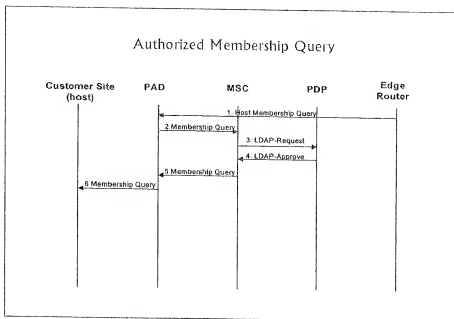 Authorized Membership Query
Customer Site
(host)
PAD
MSC
PDP
Edge
Router
1. Host Membership Query
2 Membership Query
3. LDAP-Request
4. LDAP-Approve
5 Membership Query
6 Membership Query